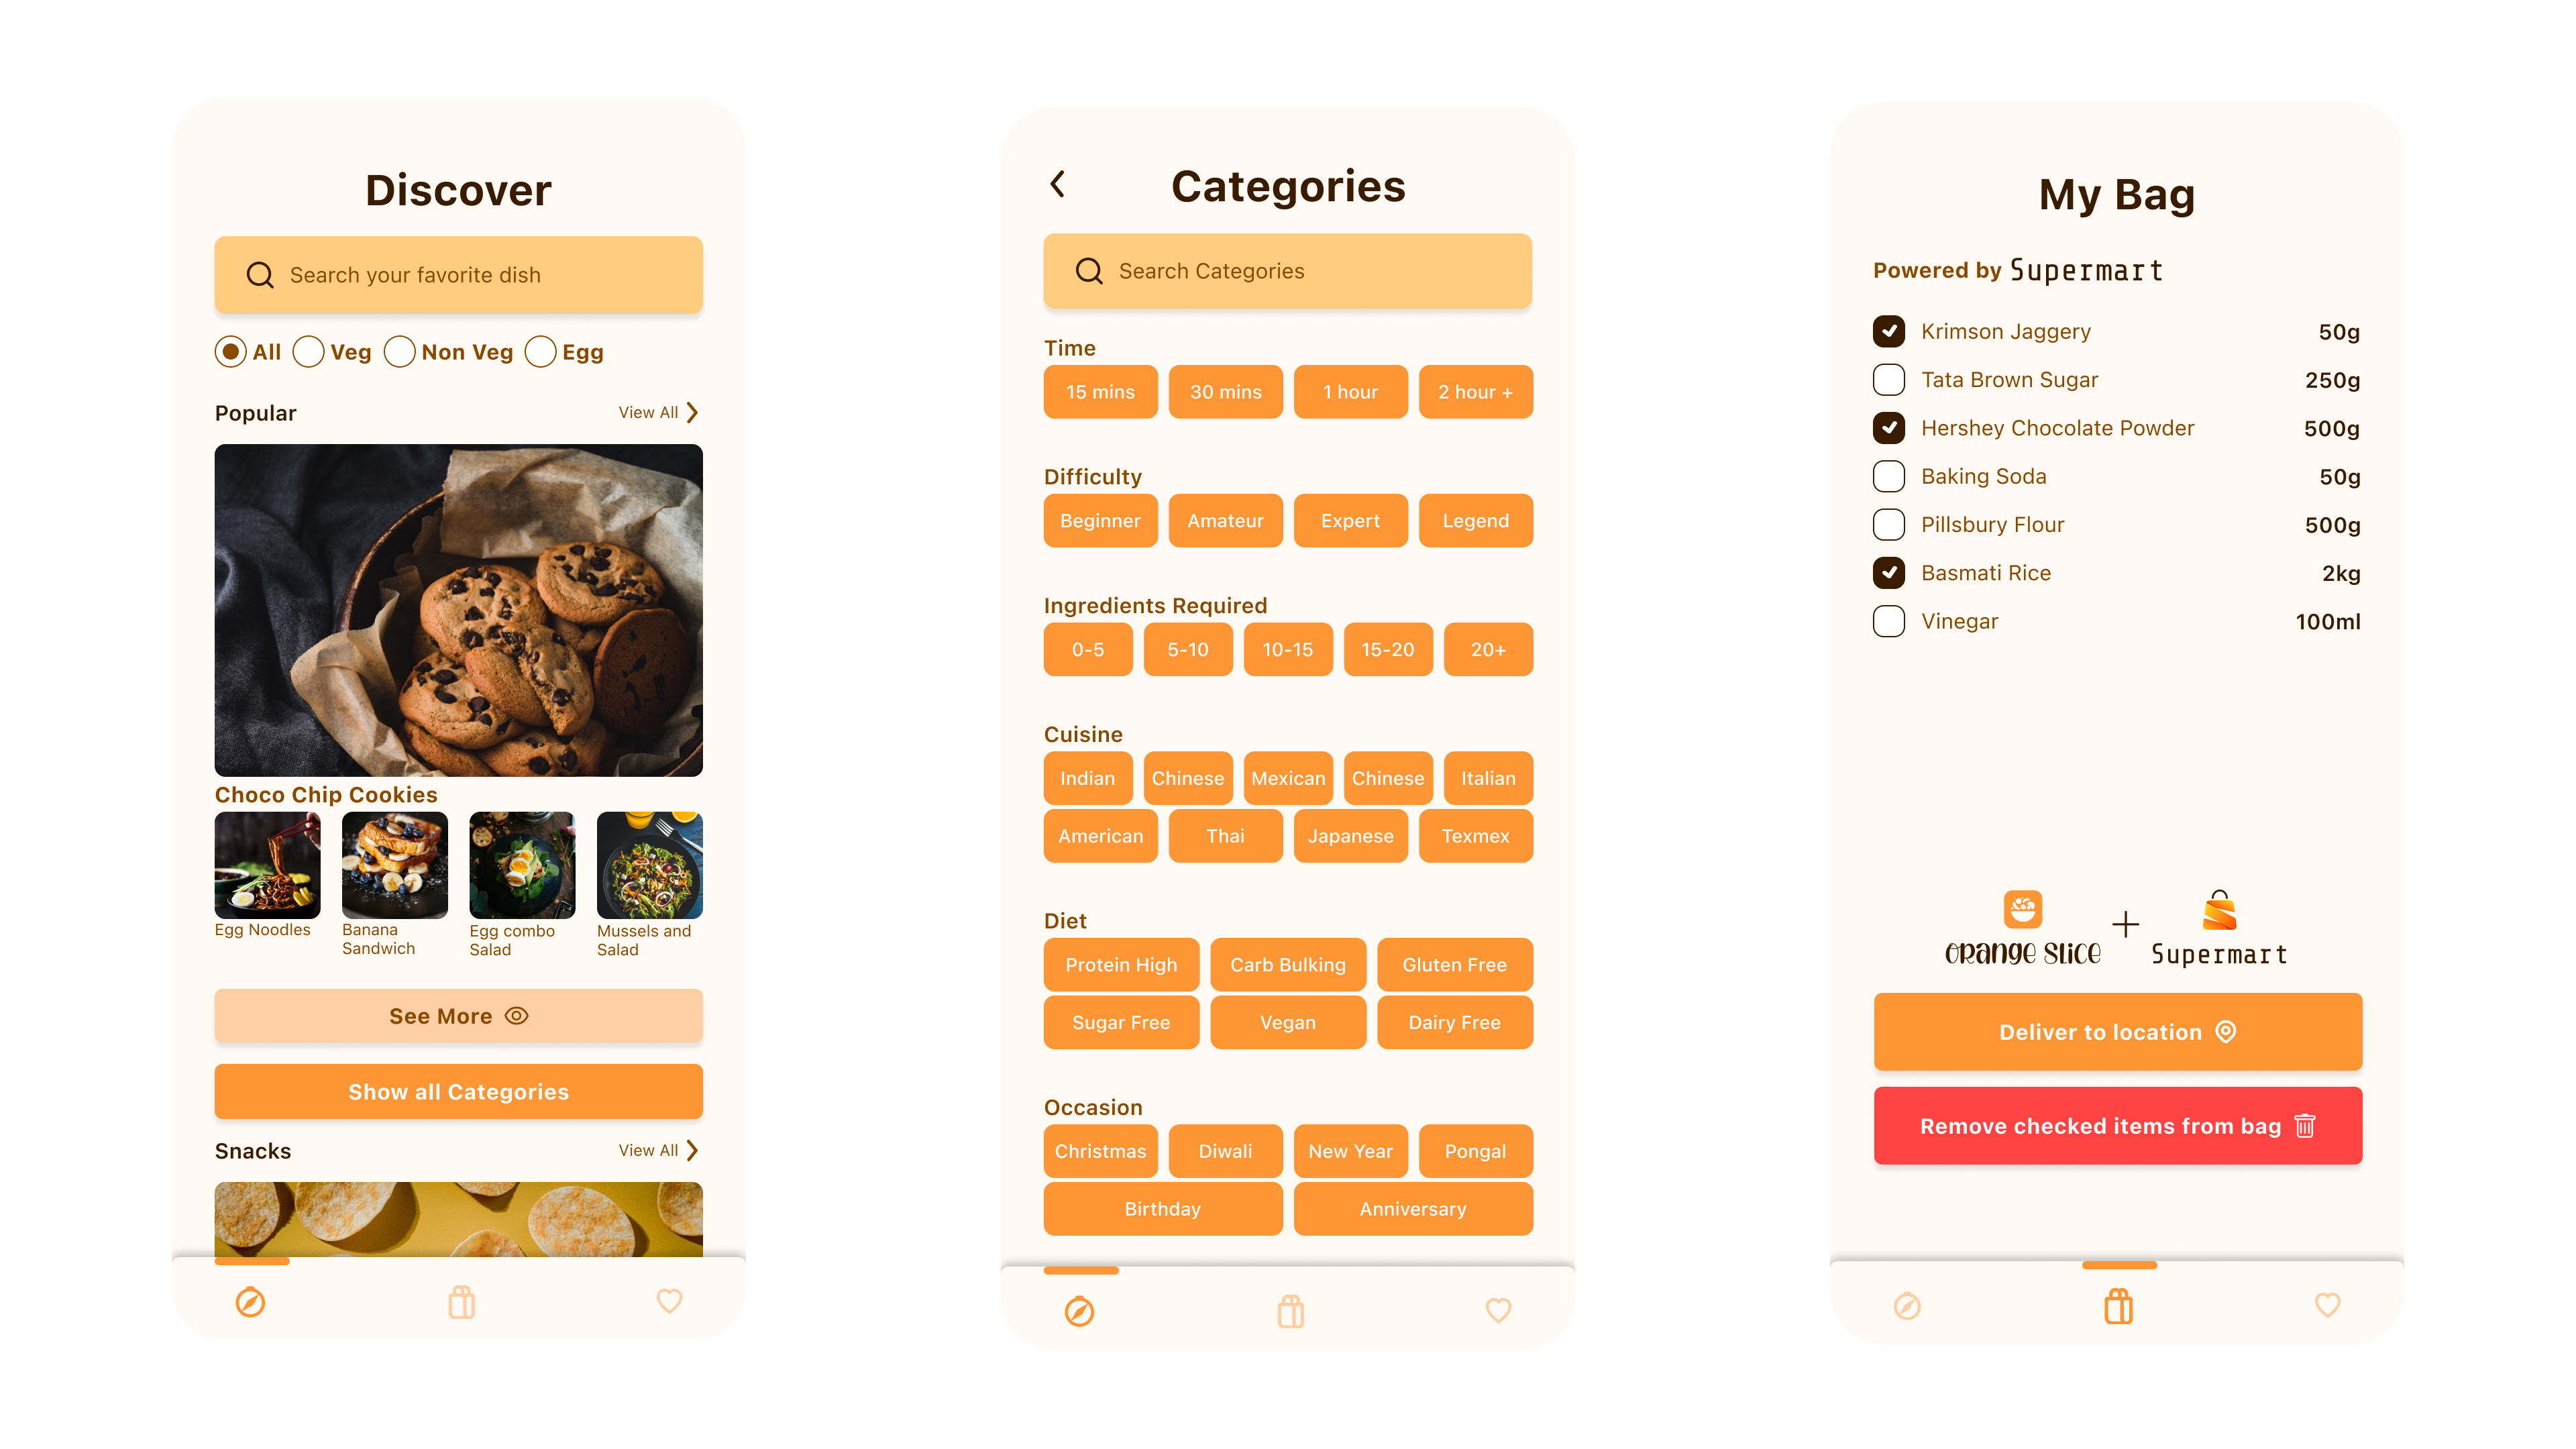 Discover
Search your favorite dish
All Veg Non Veg Egg
Popular View All
Choco Chip Cookies
Egg Noodles
Banana
Sandwich
Egg combo
Salad
Mussels and
Salad
See More
Show all Categories
Snacks View All
Categories
Search Categories
Time
15 mins 30 mins 1 hour 2 hour +
Difficulty
Beginner Amateur Expert Legend
Ingredients Required
0-5 5-10 10-15 15-20 20+
Cuisine
Indian Chinese Mexican Chinese Italian
American Thai Japanese Texmex
Diet
Protein High Carb Bulking Gluten Free
Sugar Free Vegan Dairy Free
Occasion
Christmas Diwali New Year Pongal
Birthday Anniversary
My Bag
Powered by Supermart
Krimson Jaggery 50g
Tata Brown Sugar 250g
Hershey Chocolate Powder 500g
Baking Soda 50g
Pillsbury Flour 500g
Basmati Rice 2kg
Vinegar 100ml
Orange Slice + Supermart
Deliver to location
Remove checked items from bag